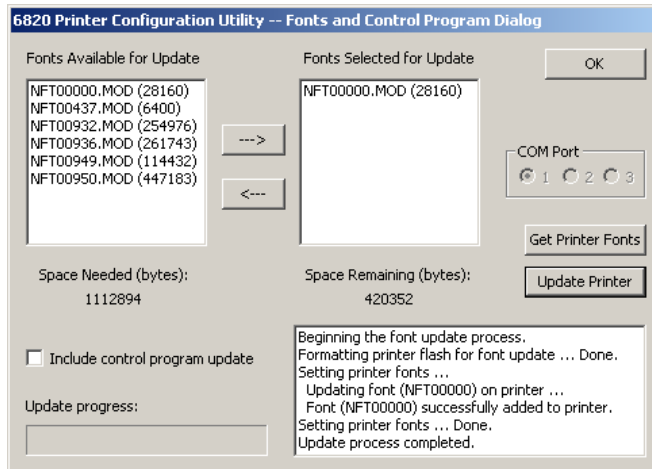 6820 Printer Configuration Utility -- Fonts and Control Program Dialog
Fonts Available for Update
NFT00000.MOD (28160)
NFT00437.MOD (6400)
NFT00932.MOD (254976)
NFT00936.MOD (261743)
NFT00949.MOD (114432)
NFT00950.MOD (447183)
--->
<---
Fonts Selected for Update
NFT00000.MOD (28160)
OK
COM Port
1 2 3
Get Printer Fonts
Update Printer
Space Needed (bytes):
1112894
Space Remaining (bytes):
420352
Include control program update
Update progress:
Beginning the font update process.
Formatting printer flash for font update ... Done.
Setting printer fonts ...
Updating font (NFT00000) on printer ...
Font (NFT00000) successfully added to printer.
Setting printer fonts ... Done.
Update process completed.